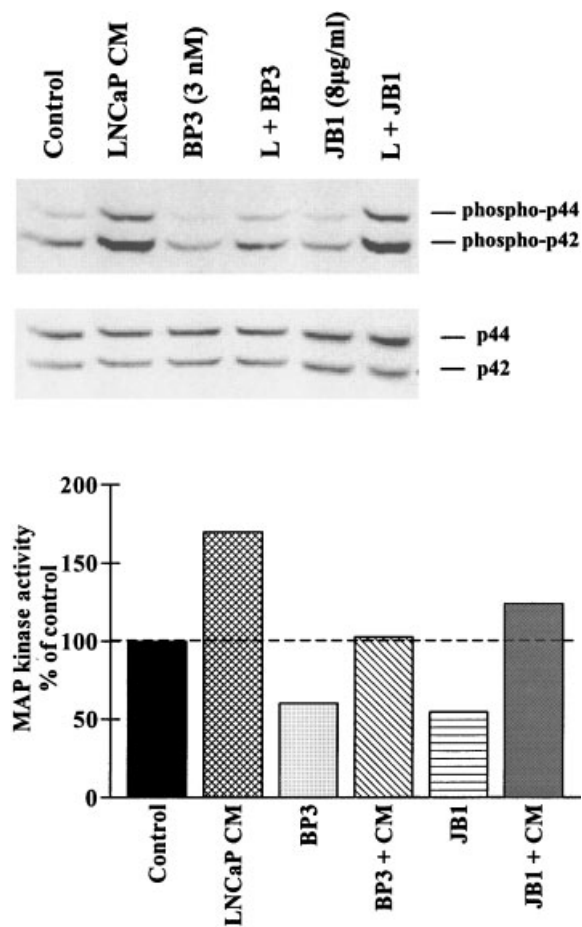 Control
LNCaP CM
BP3 (3 nM)
L + BP3
JB1 (8μg/ml)
L + JB1
phospho-p44
phospho-p42
p44
p42
MAP kinase activity
% of control
200
150
100
50
0
Control
LNCaP CM
BP3
BP3 + CM
JB1
JB1 + CM